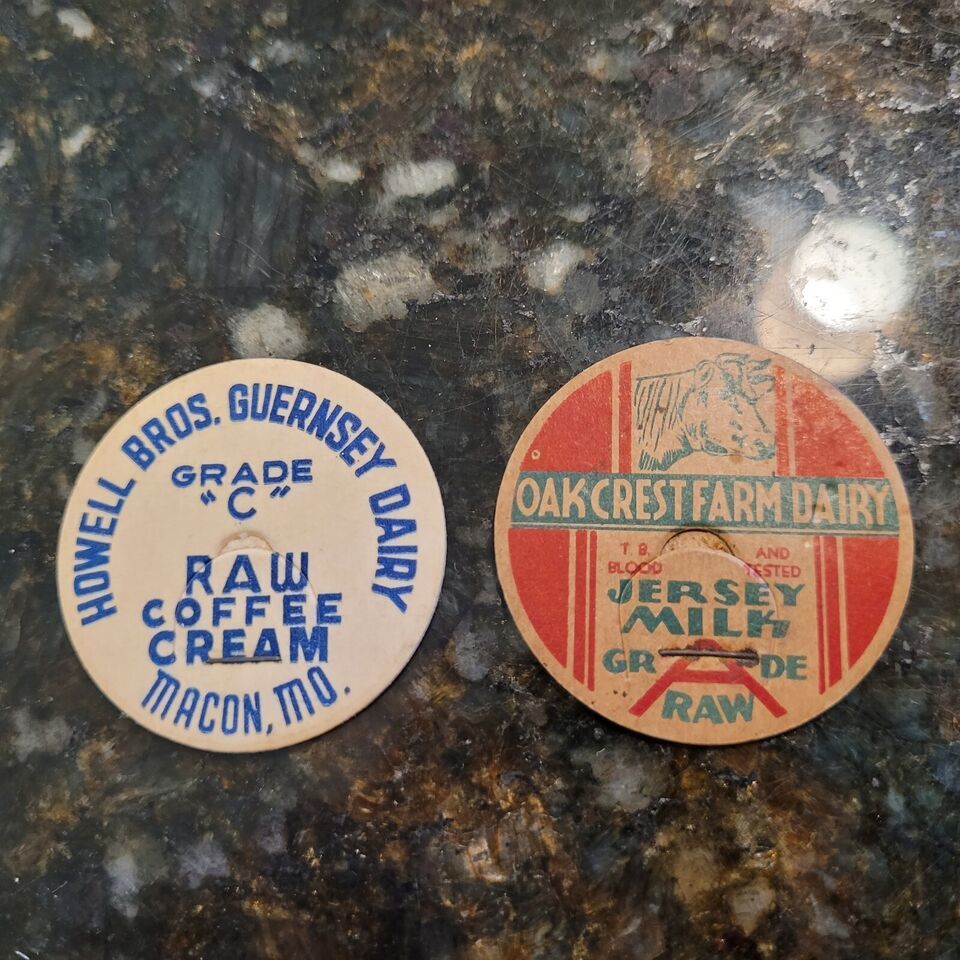 HOWELL BROS. GUERNSEY DAIRY
GRADE
"C"
RAW
COFFEE
CREAM
MACON, MO.
OAKCREST FARM DAIRY
T. B. AND
BLOOD TESTED
JERSEY
MILK
GRADE
RAW